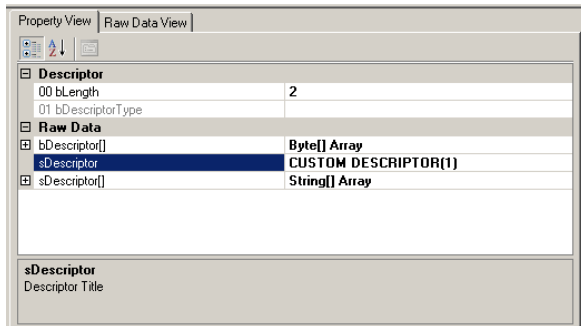 Property View Raw Data View
Descriptor
00 bLength 2
01 bDescriptorType
Raw Data
bDescriptor[] Byte[] Array
sDescriptor CUSTOM DESCRIPTOR(1)
sDescriptor[] String[] Array
sDescriptor
Descriptor Title